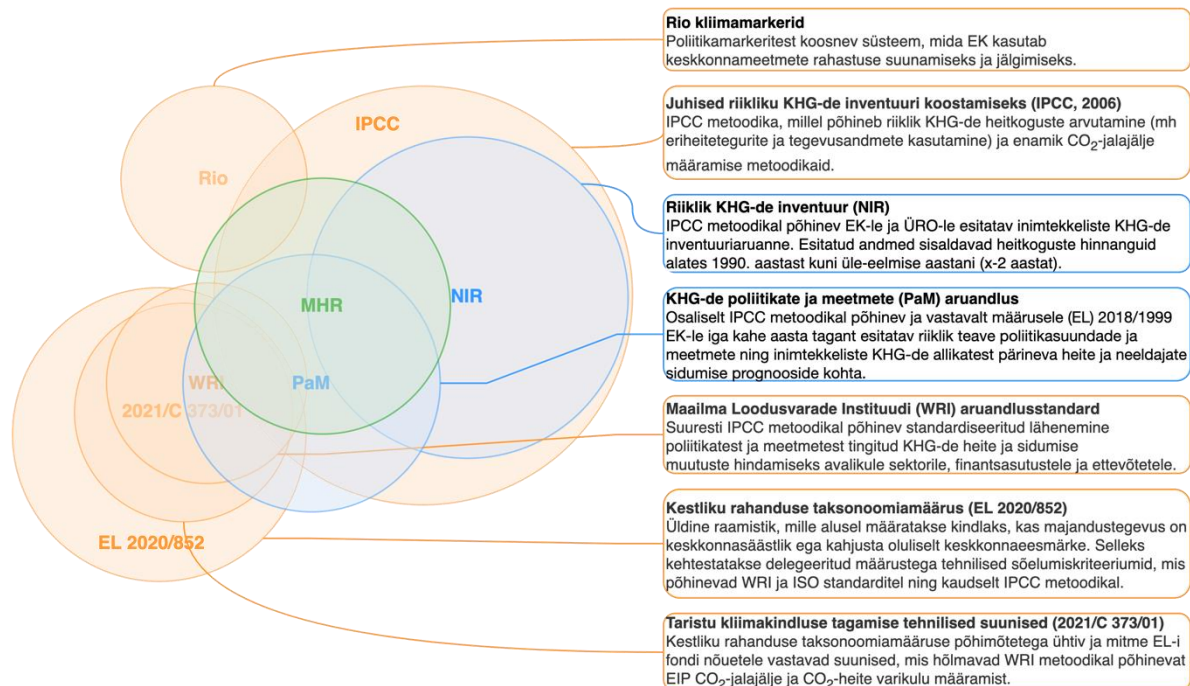 Rio
IPCC
MHR
NIR
WRI
PaM
2021/C 373/01
EL 2020/852
Rio kliimamarkerid
Poliitikamarkeritest koosnev süsteem, mida EK kasutab
keskkonnameetmete rahastuse suunamiseks ja jälgimiseks.
Juhised riikliku KHG-de inventuuri koostamiseks (IPCC, 2006)
IPCC metoodika, millel põhineb riiklik KHG-de heitkoguste arvutamine (mh
eriheitetegurite ja tegevusandmete kasutamine) ja enamik CO₂-jalajälje
määramise metoodikaid.
Riiklik KHG-de inventuur (NIR)
IPCC metoodikal põhinev EK-le ja ÜRO-le esitatav inimtekkeliste KHG-de
inventuuriaruanne. Esitatud andmed sisaldavad heitkoguste hinnanguid
alates 1990. aastast kuni üle-eelmise aastani (x-2 aastat).
KHG-de poliitikate ja meetmete (PaM) aruandlus
Osaliselt IPCC metoodikal põhinev ja vastavalt määrusele (EL) 2018/1999
EK-le iga kahe aasta tagant esitatav riiklik teave poliitikasuundade ja
meetmete ning inimtekkeliste KHG-de allikatest pärineva heite ja neeldajate
sidumise prognooside kohta.
Maailma Loodusvarade Instituudi (WRI) aruandlusstandard
Suuresti IPCC metoodikal põhinev standardiseeritud lähenemine
poliitikatest ja meetmetest tingitud KHG-de heite ja sidumise
muutuste hindamiseks avalikule sektorile, finantsasutustele ja ettevõtetele.
Kestliku rahanduse taksonoomiamäärus (EL 2020/852)
Üldine raamistik, mille alusel määratakse kindlaks, kas majandustegevus on
keskkonnasäästlik ega kahjusta oluliselt keskkonnaeesmärke. Selleks
kehtestatakse delegeeritud määrustega tehnilised sõelumiskriteeriumid, mis
põhinevad WRI ja ISO standarditel ning kaudselt IPCC metoodikal.
Taristu kliimakindluse tagamise tehnilised suunised (2021/C 373/01)
Kestliku rahanduse taksonoomiamääruse põhimõtetega ühtiv ja mitme EL-i
fondi nõuetele vastavad suunised, mis hõlmavad WRI metoodikal põhinevat
EIP CO₂-jalajälje ja CO₂-heite varikulu määramist.